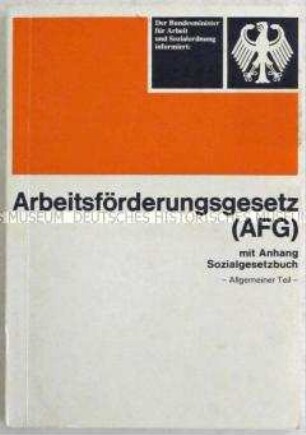 Der Bundesminister
für Arbeit
und Sozialordnung
informiert:
Arbeitsförderungsgesetz
MUSEUM DEUTSCHES HISTORISCHES MUSEUM
(AFG)
mit Anhang
Sozialgesetzbuch
– Allgemeiner Teil –